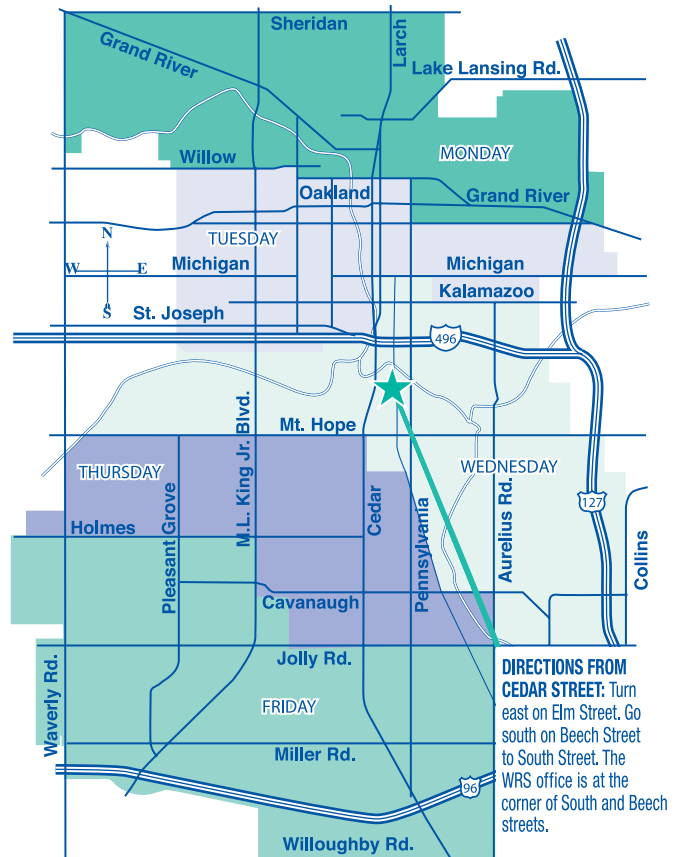 Sheridan
Grand River
Larch
Lake Lansing Rd.
MONDAY
Willow
Oakland
Grand River
TUESDAY
N
W E
S
Michigan
Michigan
Kalamazoo
St. Joseph
496
Mt. Hope
M.L. King Jr. Blvd.
THURSDAY
WEDNESDAY
Pleasant Grove
Cedar
Pennsylvania
Aurelius Rd.
127
Collins
Holmes
Cavanaugh
Jolly Rd.
Waverly Rd.
FRIDAY
Miller Rd.
96
Willoughby Rd.
DIRECTIONS FROM
CEDAR STREET: Turn
east on Elm Street. Go
south on Beech Street
to South Street. The
WRS office is at the
corner of South and Beech
streets.